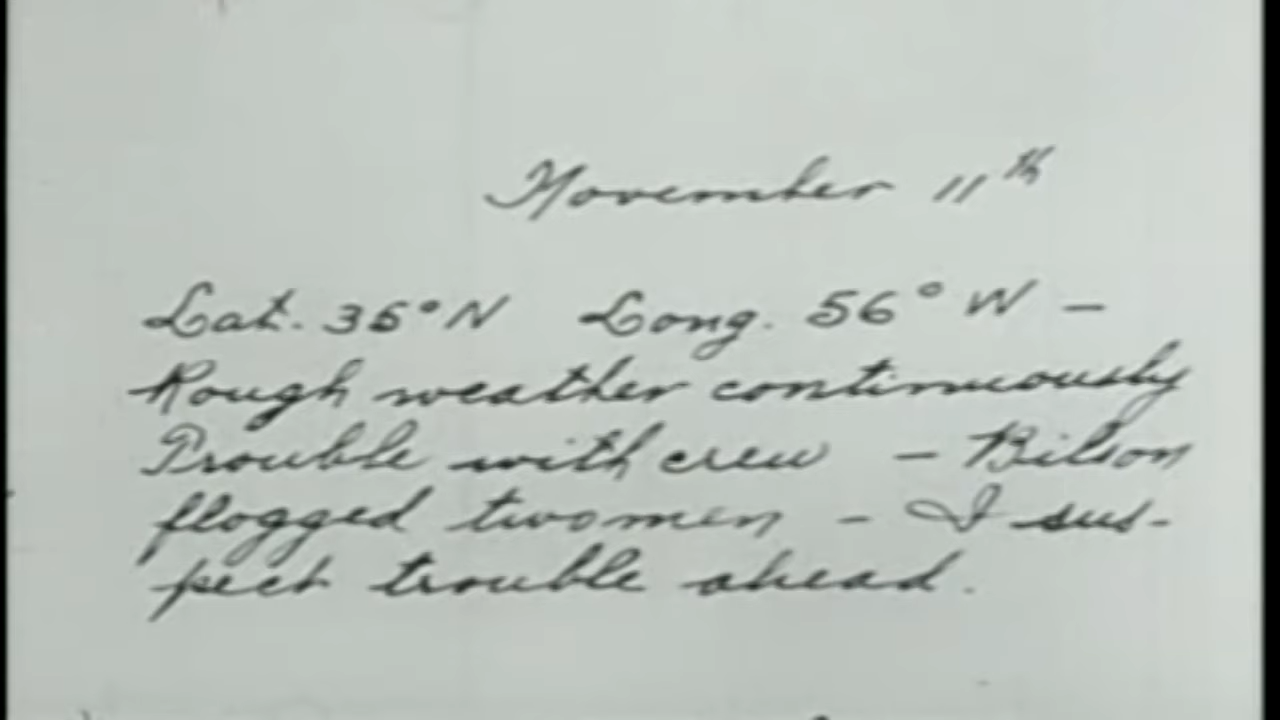 November 11th
Lat. 35° N Long. 56° W –
Rough weather continuously
Trouble with crew – Bilson
flogged two men – I sus-
pect trouble ahead.